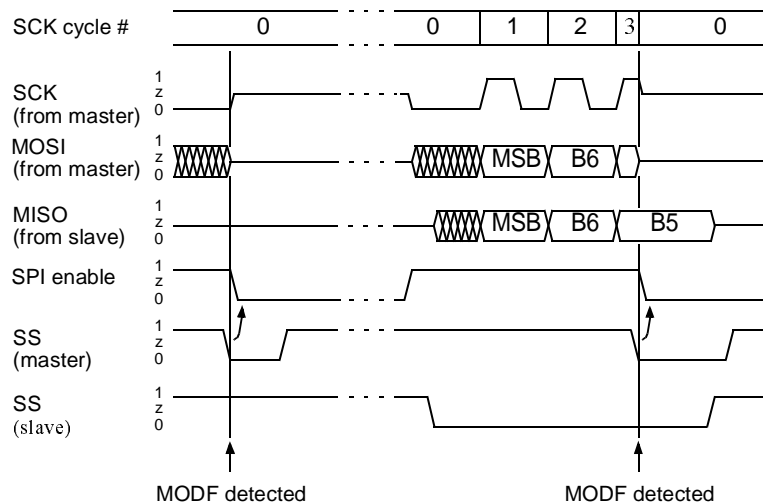 SCK cycle # 0 0 1 2 3 0
SCK
(from master)
1
z
0
MOSI
(from master)
1
z
0
MSB B6
MISO
(from slave)
1
z
0
MSB B6 B5
SPI enable
1
z
0
SS
(master)
1
z
0
SS
(slave)
1
z
0
MODF detected MODF detected